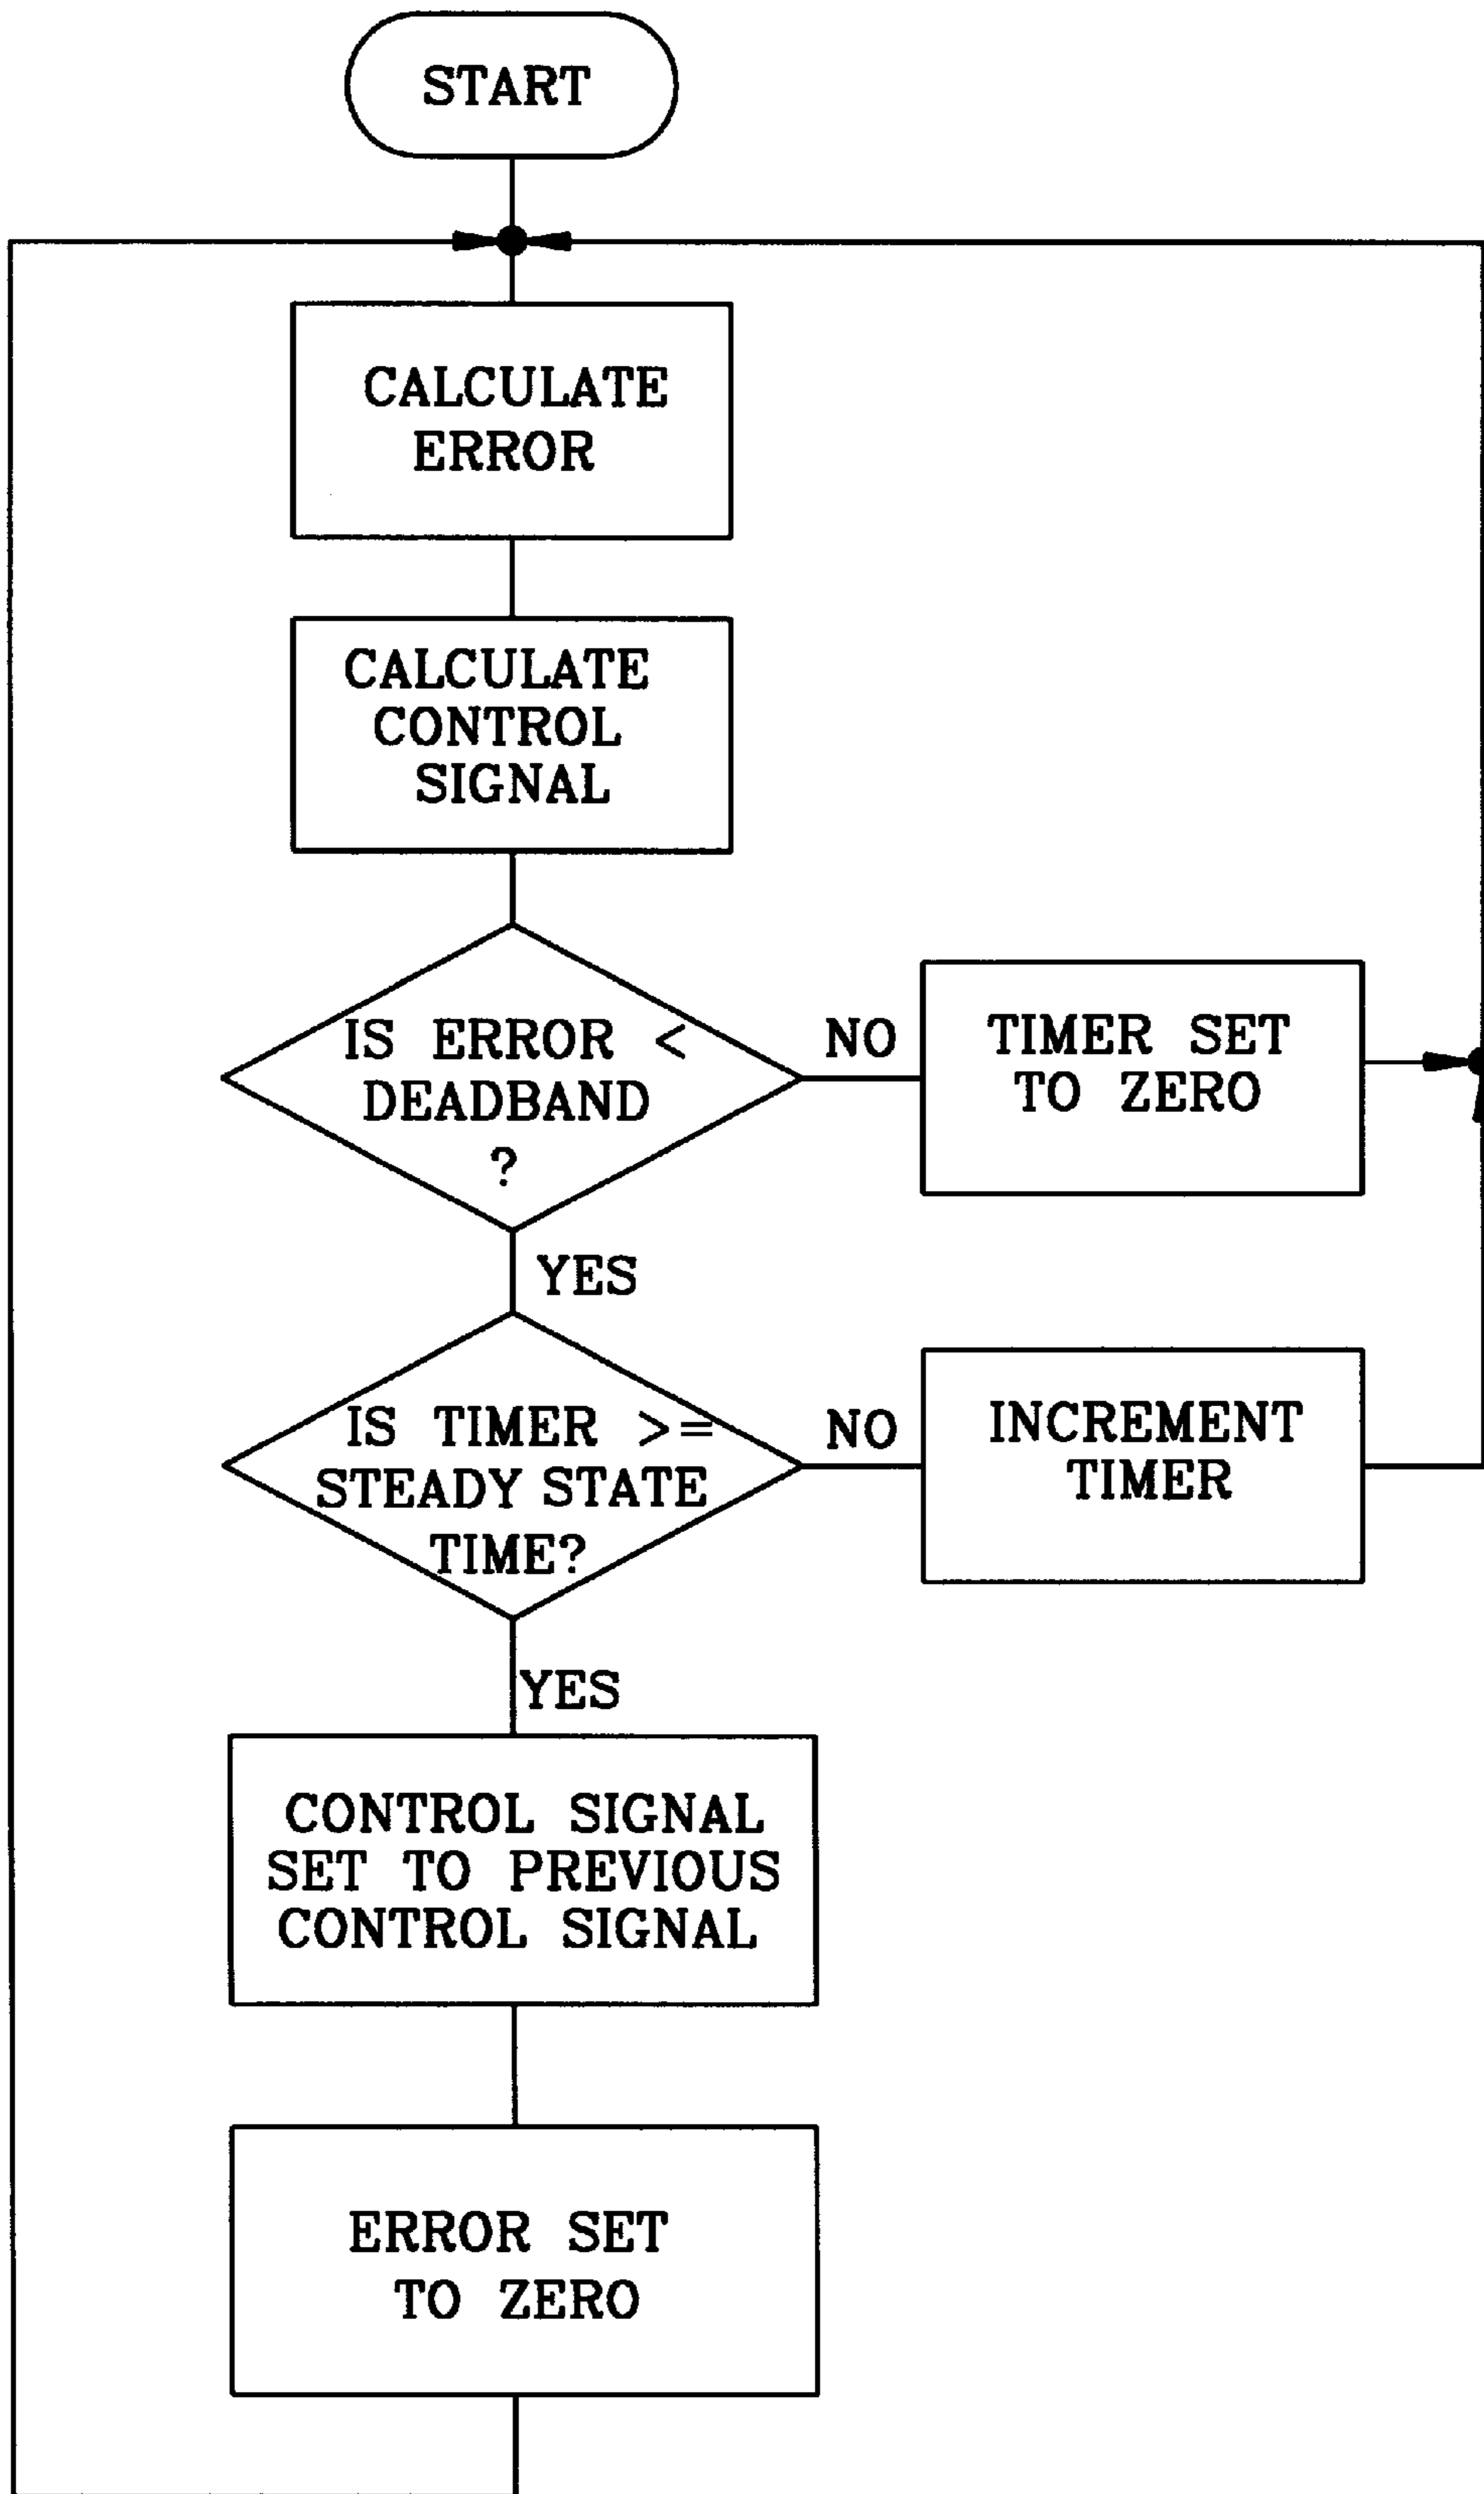 START
CALCULATE
ERROR
CALCULATE
CONTROL
SIGNAL
IS ERROR <
DEADBAND
?
NO
TIMER SET
TO ZERO
YES
IS TIMER >=
STEADY STATE
TIME?
NO
INCREMENT
TIMER
YES
CONTROL SIGNAL
SET TO PREVIOUS
CONTROL SIGNAL
ERROR SET
TO ZERO